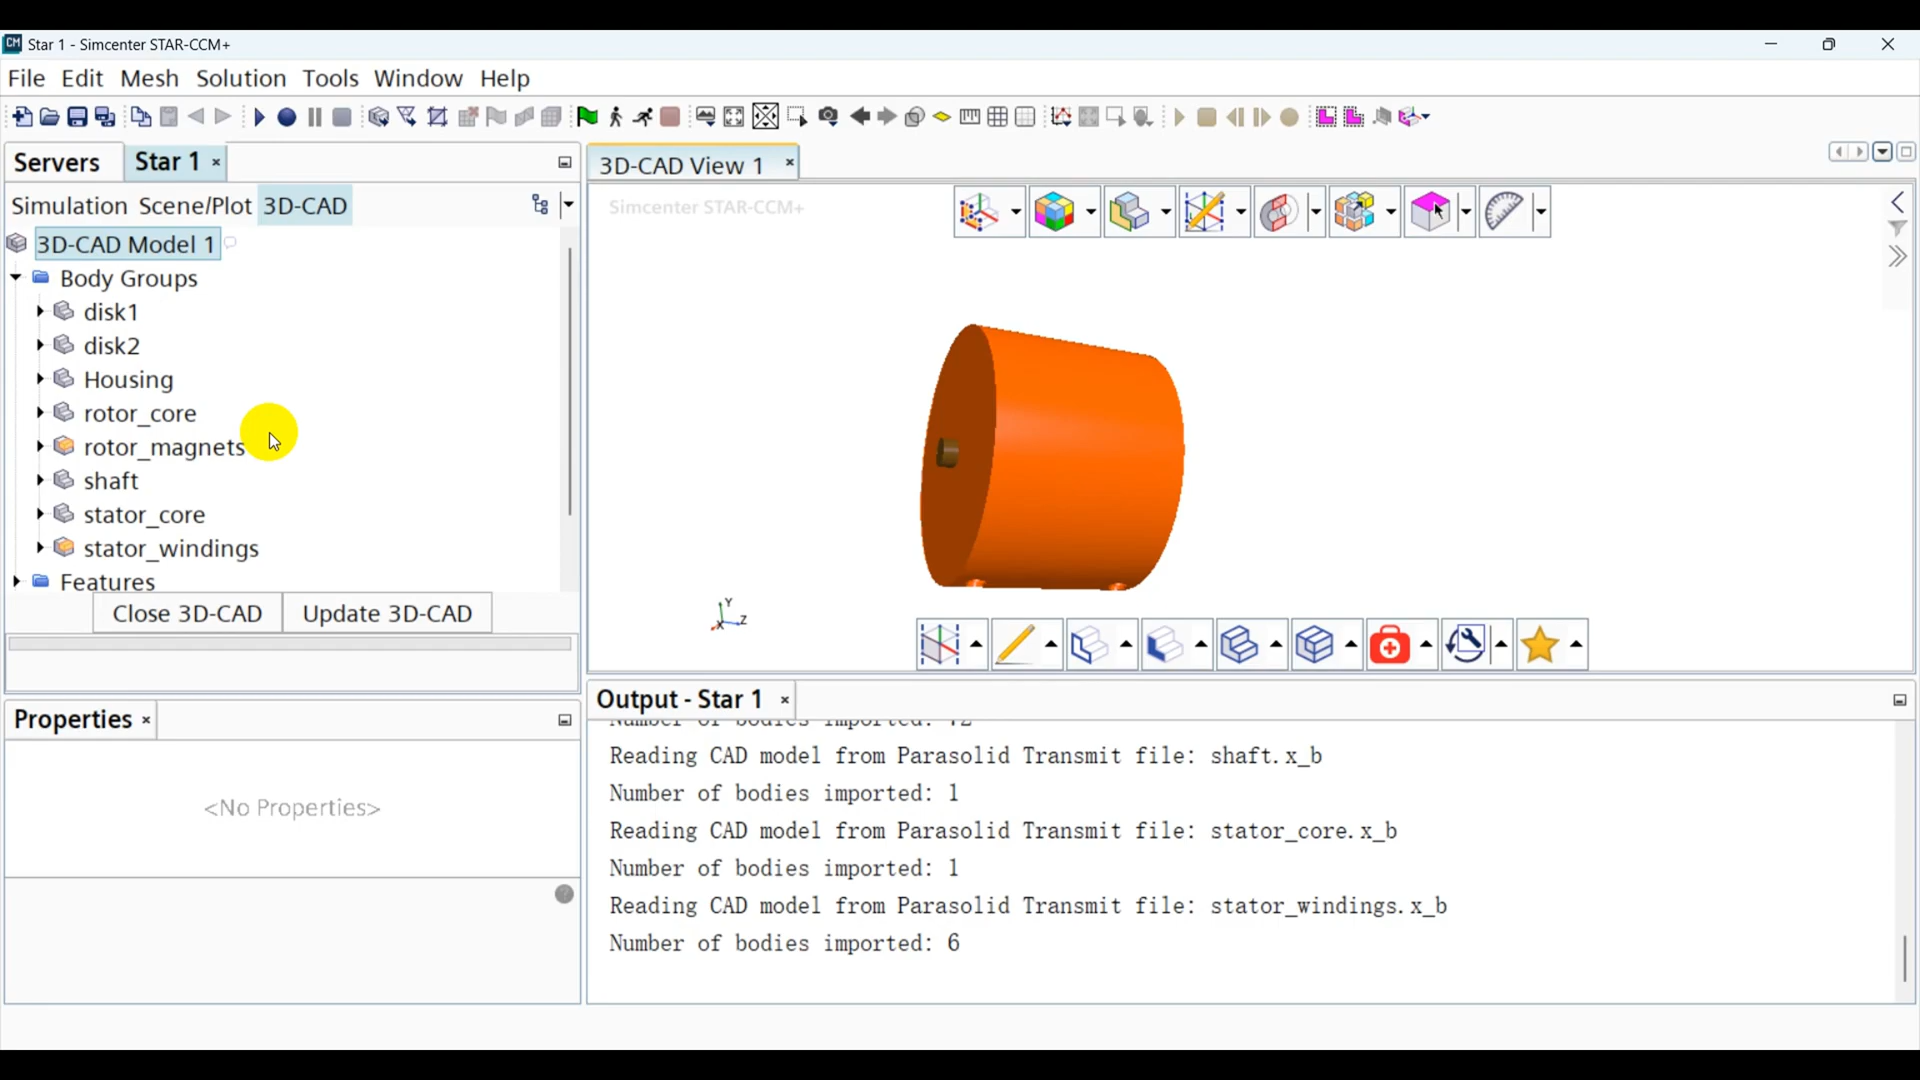 Star 1 - Simcenter STAR-CCM+
File Edit Mesh Solution Tools Window Help
Servers
Star 1
Simulation Scene/Plot 3D-CAD
3D-CAD Model 1
Body Groups
disk1
disk2
Housing
rotor_core
rotor_magnets
shaft
stator_core
stator_windings
Features
Close 3D-CAD
Update 3D-CAD
Properties
<No Properties>
3D-CAD View 1
Simcenter STAR-CCM+
Y
Z
X
Output - Star 1
Number of bodies imported: 72
Reading CAD model from Parasolid Transmit file: shaft.x_b
Number of bodies imported: 1
Reading CAD model from Parasolid Transmit file: stator_core.x_b
Number of bodies imported: 1
Reading CAD model from Parasolid Transmit file: stator_windings.x_b
Number of bodies imported: 6